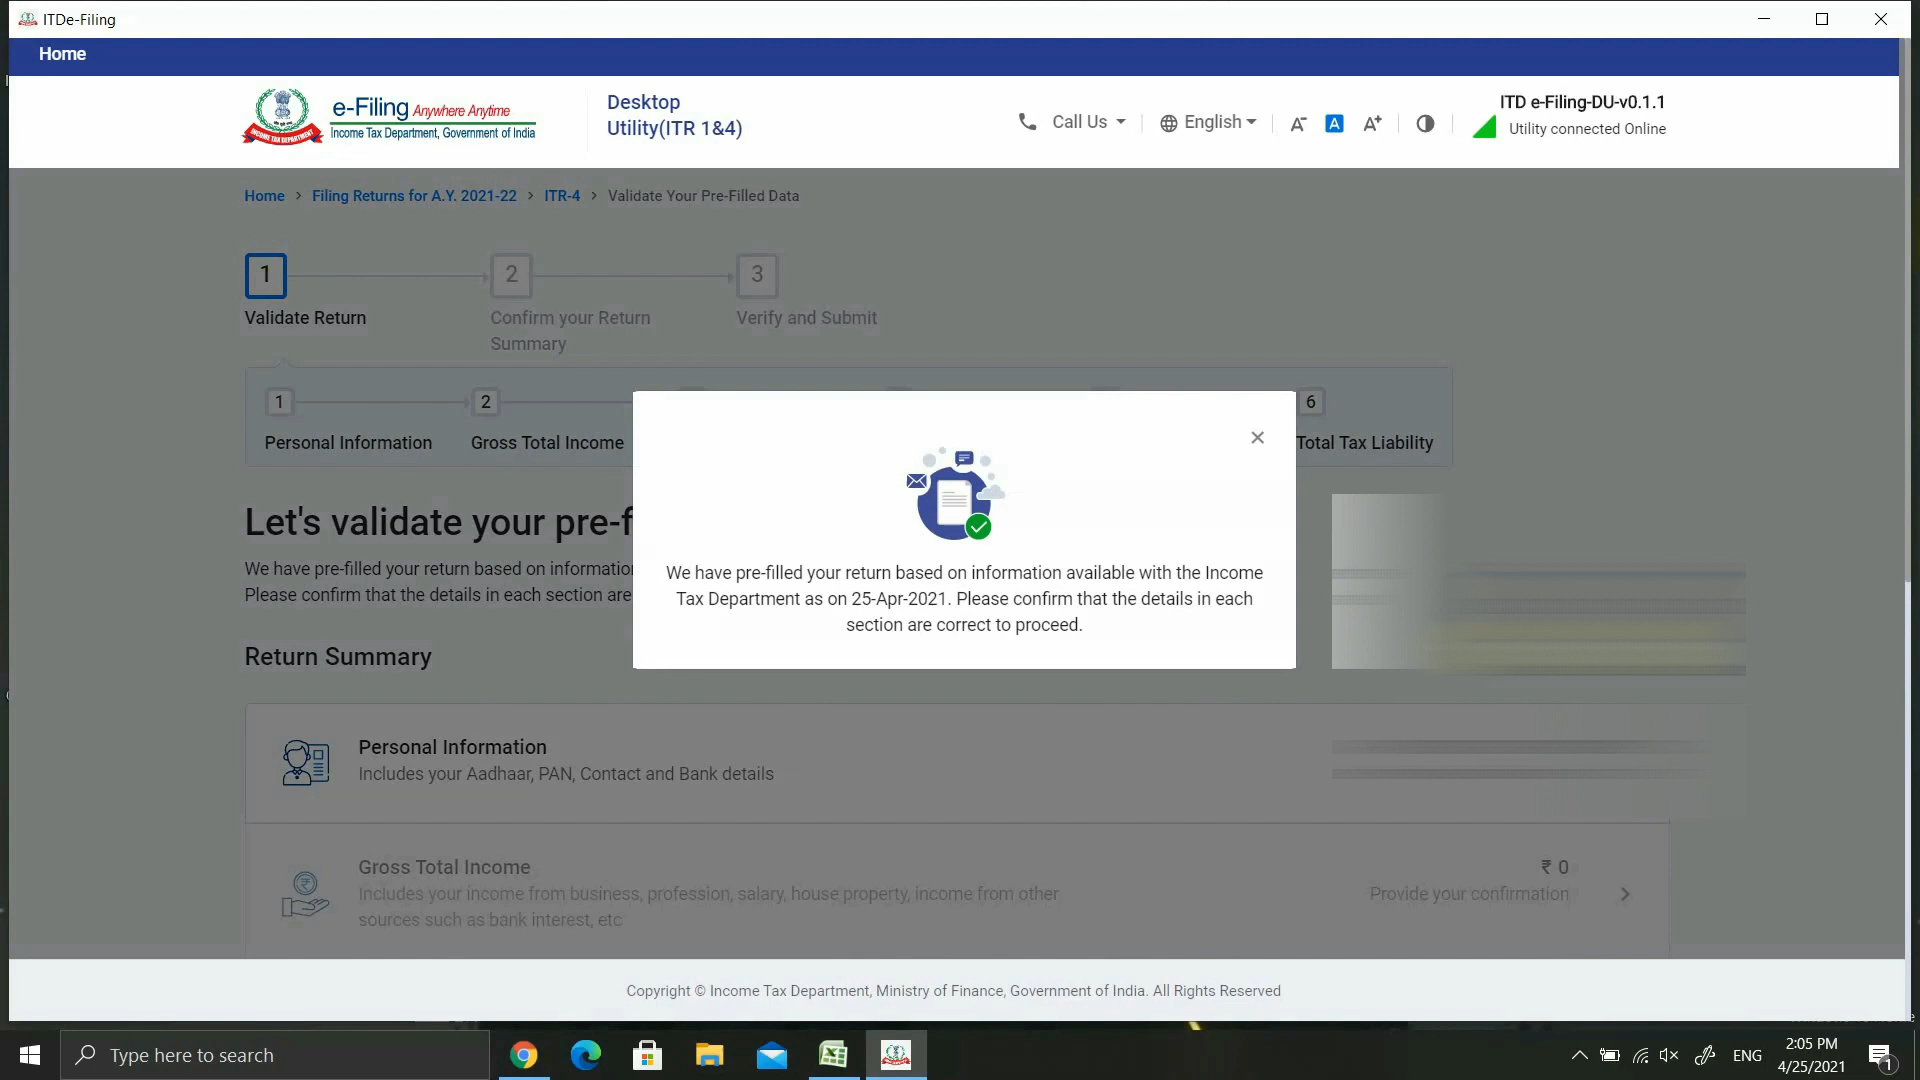 ITDe-Filing
Home
e-Filing Anywhere Anytime
Income Tax Department, Government of India
INCOME TAX DEPARTMENT
Desktop
Utility(ITR 1&4)
Call Us
English
A-
A
A+
ITD e-Filing-DU-v0.1.1
Utility connected Online
Home > Filing Returns for A.Y. 2021-22 > ITR-4 > Validate Your Pre-Filled Data
1
2
3
Validate Return
Confirm your Return
Summary
Verify and Submit
1
2
6
Personal Information
Gross Total Income
Total Tax Liability
Let's validate your pre-f
We have pre-filled your return based on information
Please confirm that the details in each section are
We have pre-filled your return based on information available with the Income
Tax Department as on 25-Apr-2021. Please confirm that the details in each
section are correct to proceed.
Return Summary
Personal Information
Includes your Aadhaar, PAN, Contact and Bank details
Gross Total Income
₹ 0
Includes your income from business, profession, salary, house property, income from other
sources such as bank interest, etc
Provide your confirmation
Copyright © Income Tax Department, Ministry of Finance, Government of India. All Rights Reserved
Type here to search
ENG
2:05 PM
4/25/2021
1